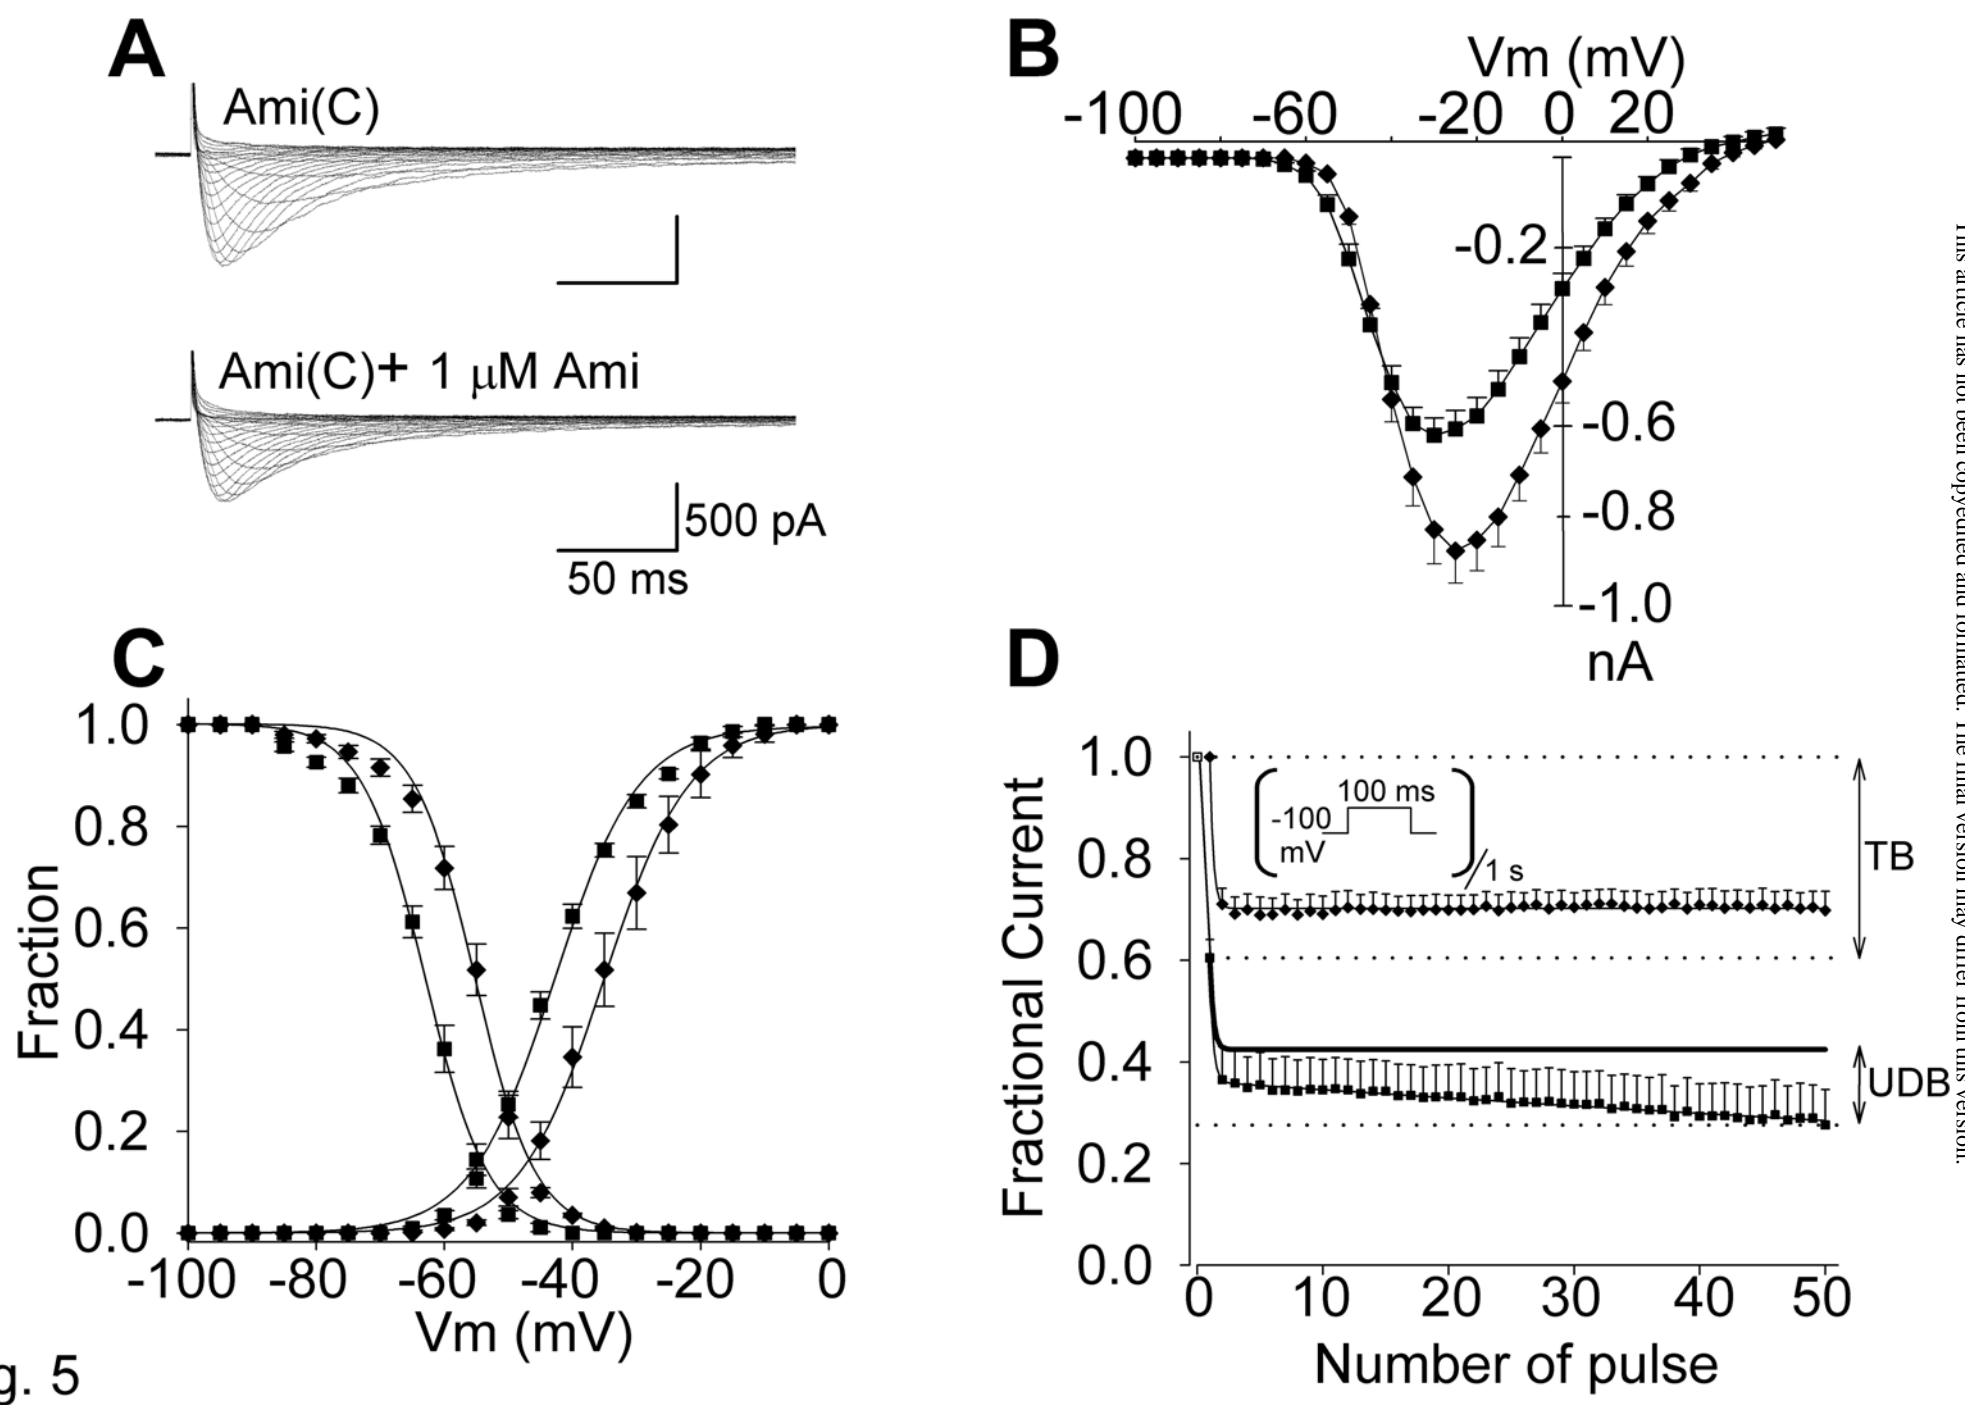 A
Ami(C)
Ami(C)+ 1 μM Ami
500 pA
50 ms
B
Vm (mV)
-100 -60 -20 0 20
-0.2
-0.6
-0.8
-1.0
nA
C
1.0
0.8
0.6
0.4
0.2
0.0
Fraction
-100 -80 -60 -40 -20 0
Vm (mV)
D
1.0
0.8
0.6
0.4
0.2
0.0
Fractional Current
100 ms
-100
mV
/1 s
TB
UDB
0 10 20 30 40 50
Number of pulse
g. 5
This article has not been copyedited and formatted. The final version may differ from this version.